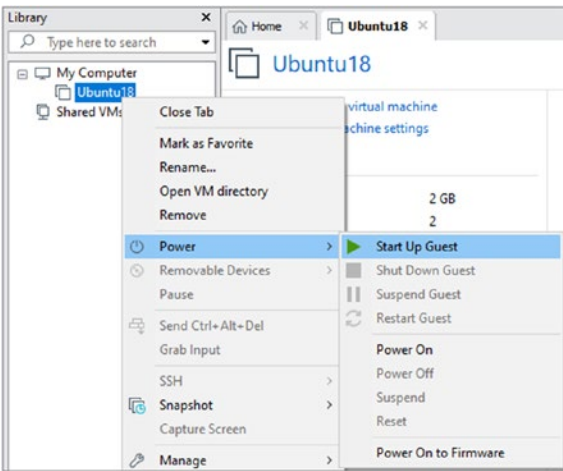 Library
Type here to search
My Computer
Ubuntu18
Shared VMs
Home
Ubuntu18
Ubuntu18
virtual machine
achine settings
2 GB
2
Close Tab
Mark as Favorite
Rename...
Open VM directory
Remove
Power
Removable Devices
Pause
Send Ctrl+Alt+Del
Grab Input
SSH
Snapshot
Capture Screen
Manage
Start Up Guest
Shut Down Guest
Suspend Guest
Restart Guest
Power On
Power Off
Suspend
Reset
Power On to Firmware